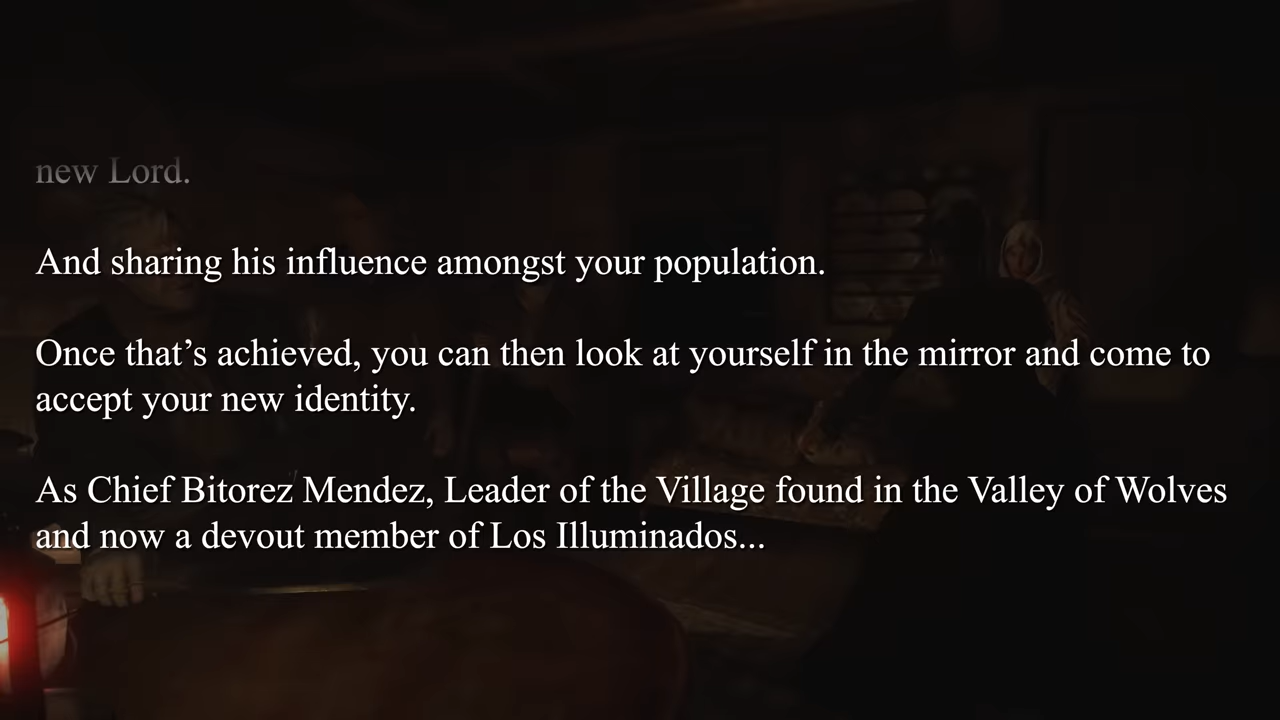 new Lord.
And sharing his influence amongst your population.
Once that’s achieved, you can then look at yourself in the mirror and come to
accept your new identity.
As Chief Bitorez Mendez, Leader of the Village found in the Valley of Wolves
and now a devout member of Los Illuminados...